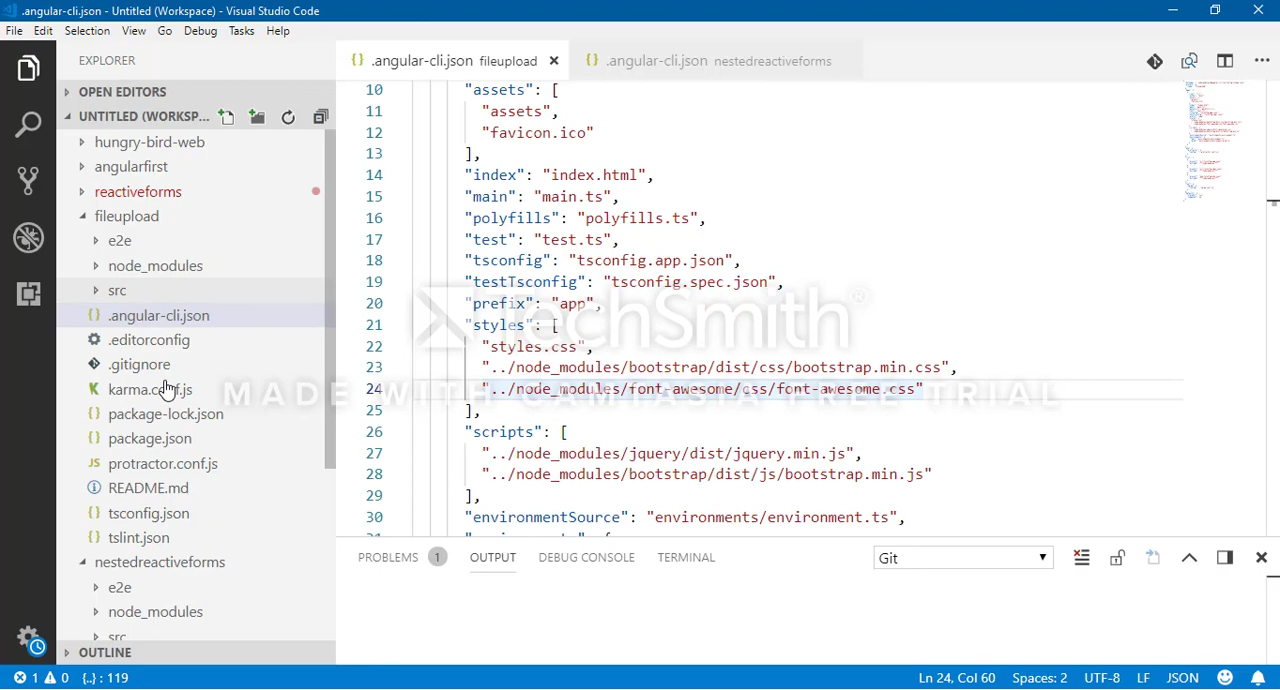 .angular-cli.json - Untitled (Workspace) - Visual Studio Code
File Edit Selection View Go Debug Tasks Help
EXPLORER
OPEN EDITORS
UNTITLED (WORKSP...
hungry-bird-web
angularfirst
reactiveforms
fileupload
e2e
node_modules
src
.angular-cli.json
.editorconfig
.gitignore
karma.conf.js
package-lock.json
package.json
JS protractor.conf.js
README.md
tsconfig.json
tslint.json
nestedreactiveforms
e2e
node_modules
src
OUTLINE
{} .angular-cli.json fileupload
{} .angular-cli.json nestedreactiveforms
10 "assets": [
11 "assets",
12 "favicon.ico"
13 ],
14 "index": "index.html",
15 "main": "main.ts",
16 "polyfills": "polyfills.ts",
17 "test": "test.ts",
18 "tsconfig": "tsconfig.app.json",
19 "testTsconfig": "tsconfig.spec.json",
20 "prefix": "app",
21 "styles": [
22 "styles.css",
23 "../node_modules/bootstrap/dist/css/bootstrap.min.css",
24 "../node_modules/font-awesome/css/font-awesome.css"
25 ],
26 "scripts": [
27 "../node_modules/jquery/dist/jquery.min.js",
28 "../node_modules/bootstrap/dist/js/bootstrap.min.js"
29 ],
30 "environmentSource": "environments/environment.ts",
TechSmith®
MADE WITH CAMTASIA FREE TRIAL
PROBLEMS 1 OUTPUT DEBUG CONSOLE TERMINAL
Git
1 0 {..} : 119
Ln 24, Col 60 Spaces: 2 UTF-8 LF JSON